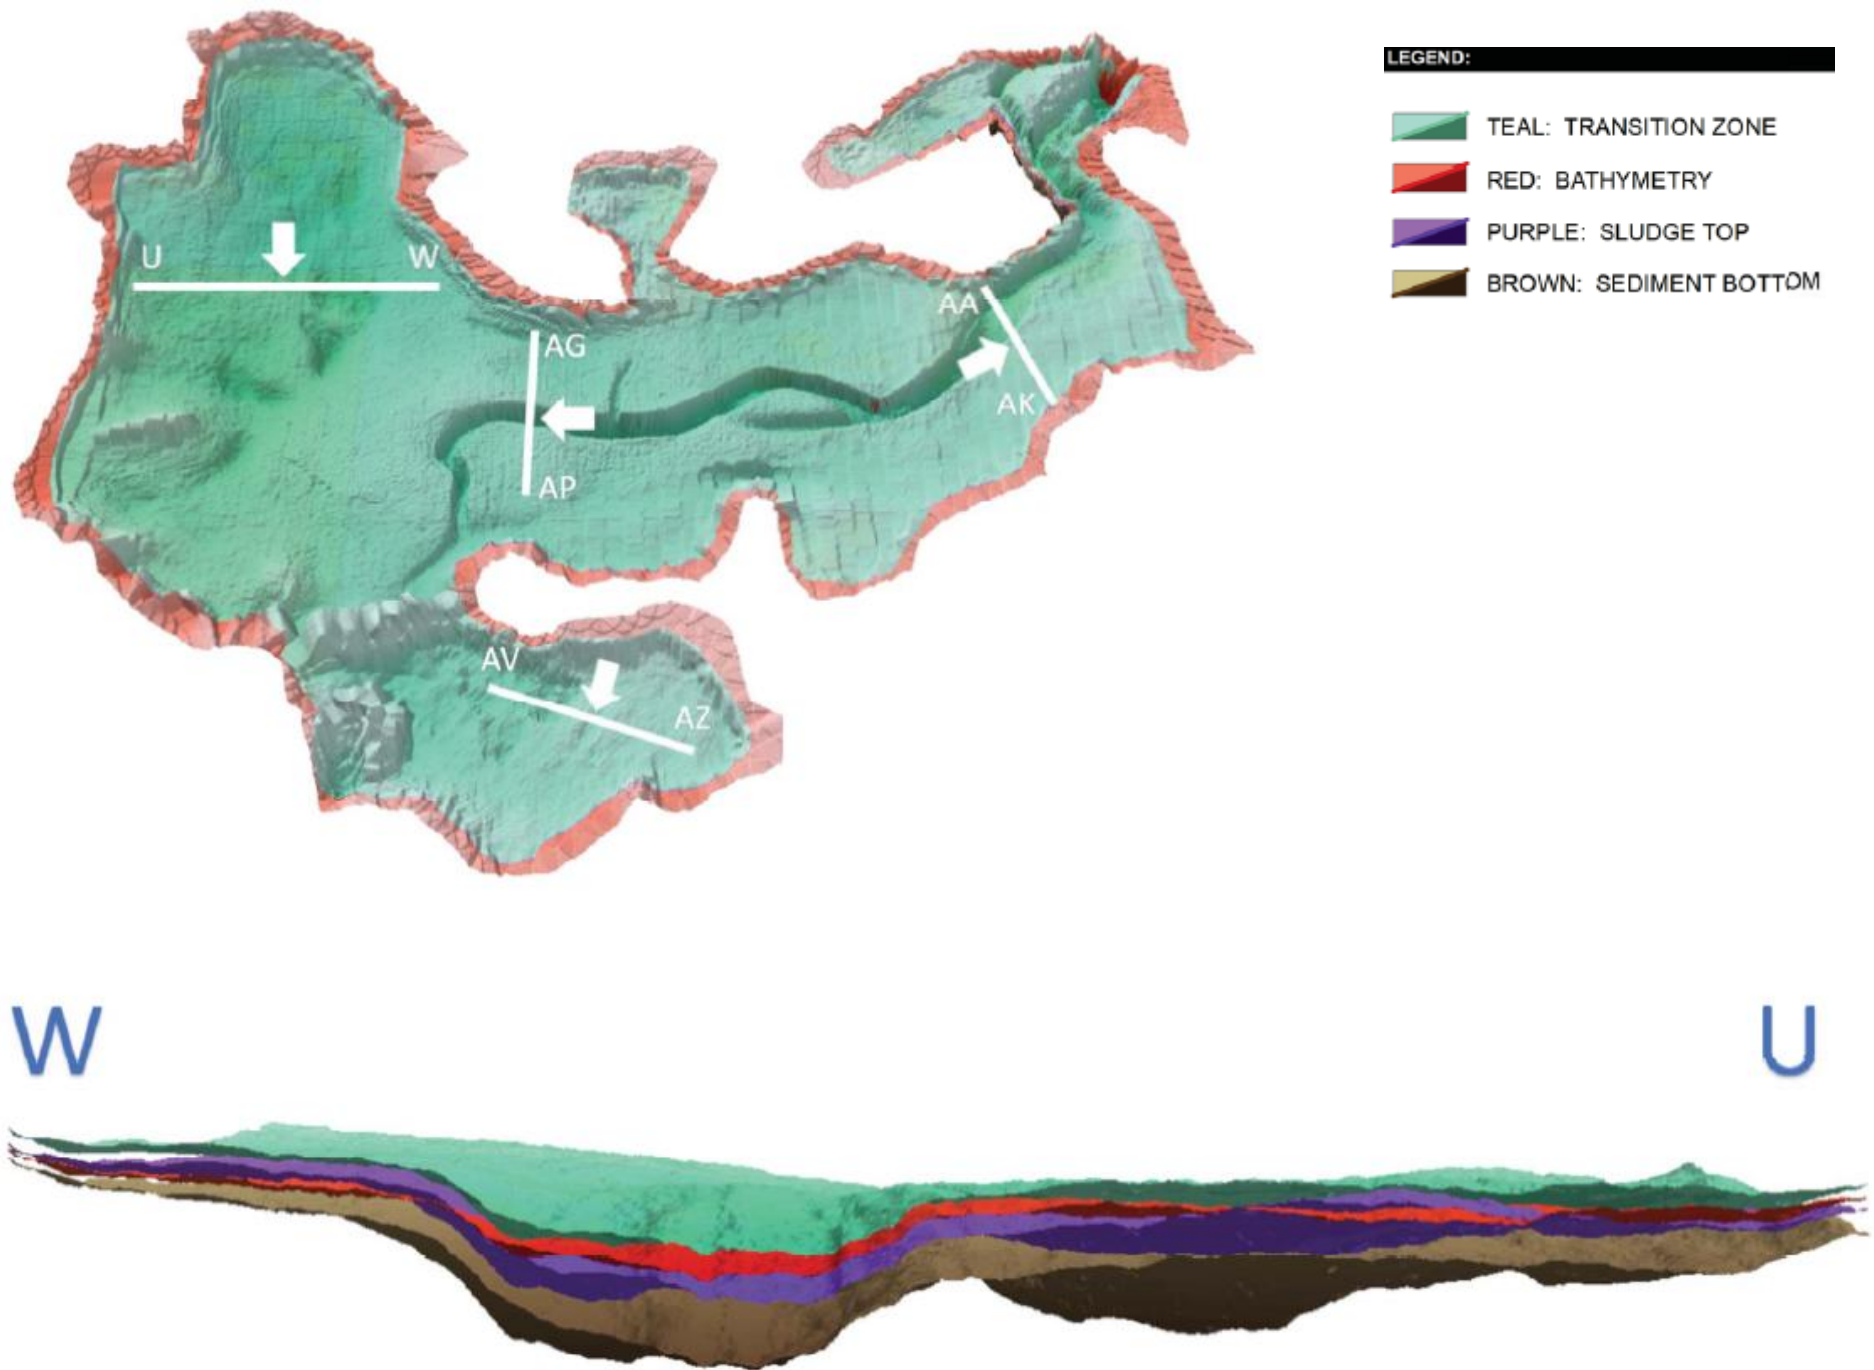 LEGEND:
TEAL: TRANSITION ZONE
RED: BATHYMETRY
PURPLE: SLUDGE TOP
BROWN: SEDIMENT BOTTOM
U W
AA
AG
AK
AP
AV
AZ
W U